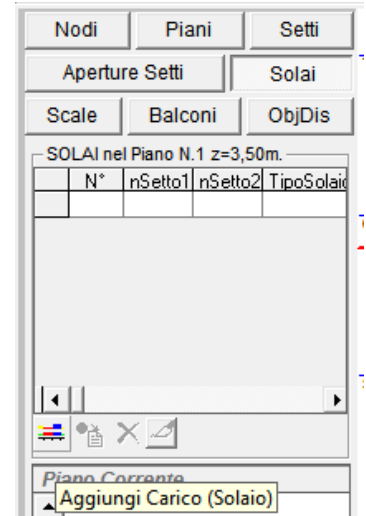 Nodi Piani Setti
Aperture Setti Solai
Scale Balconi ObjDis
SOLAI nel Piano N.1 z=3,50m.
N° nSetto1 nSetto2 TipoSolaio
Piano Corrente
Aggiungi Carico (Solaio)